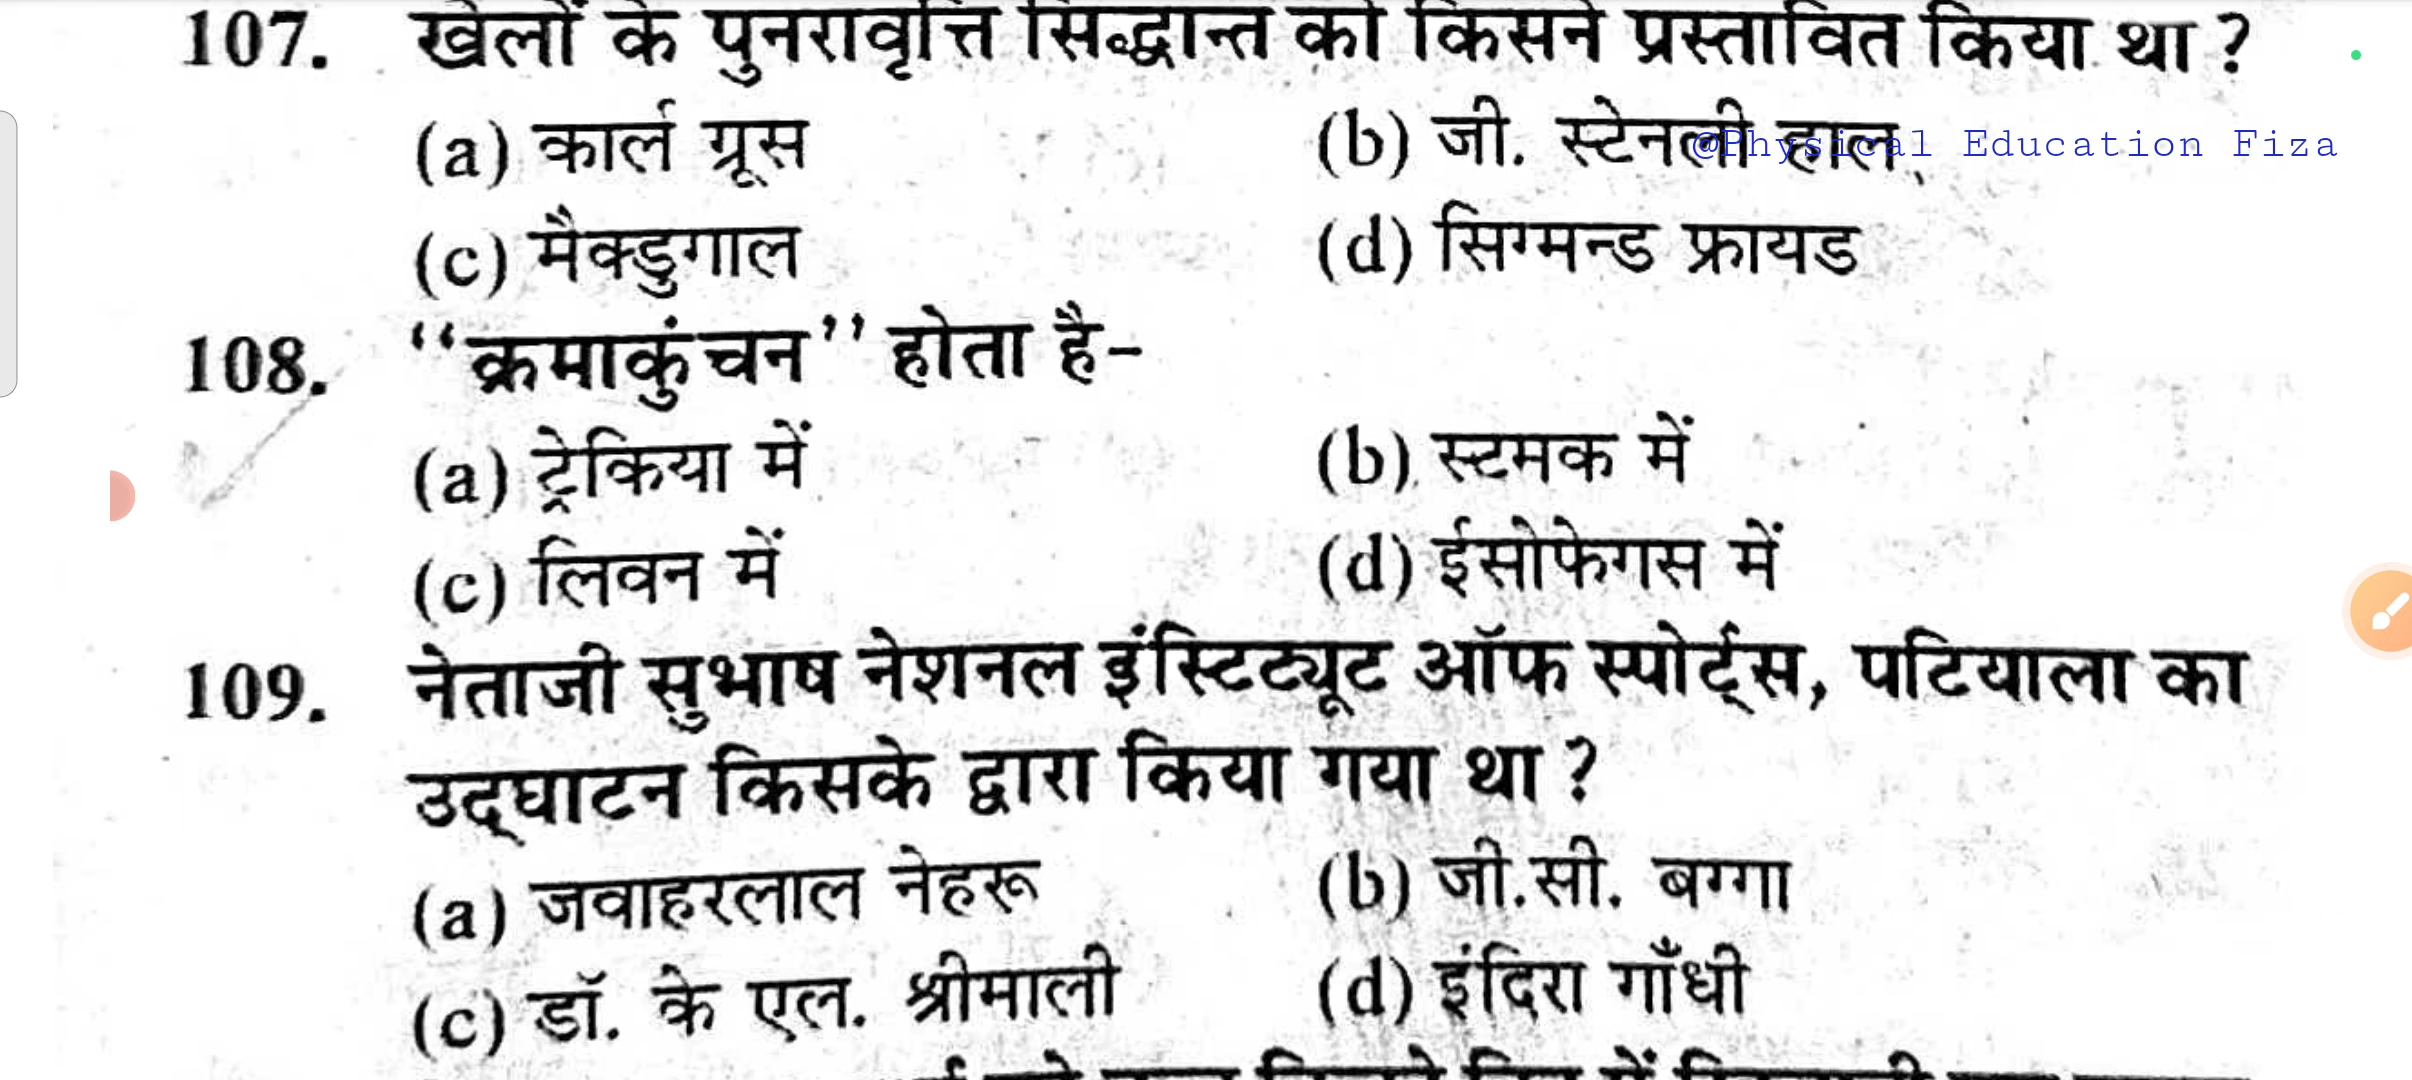 107. खेलों के पुनरावृत्ति सिद्धान्त को किसने प्रस्तावित किया था ?
(a) कार्ल ग्रूस (b) जी. स्टेनली हाल
@Physical Education Fiza
(c) मैक्डुगाल (d) सिग्मन्ड फ्रायड
108. ‘‘क्रमाकुंचन’’ होता है-
(a) ट्रेकिया में (b) स्टमक में
(c) लिवन में (d) ईसोफेगस में
109. नेताजी सुभाष नेशनल इंस्टिट्यूट ऑफ स्पोर्ट्स, पटियाला का
उद्घाटन किसके द्वारा किया गया था ?
(a) जवाहरलाल नेहरू (b) जी.सी. बग्गा
(c) डॉ. के एल. श्रीमाली (d) इंदिरा गाँधी